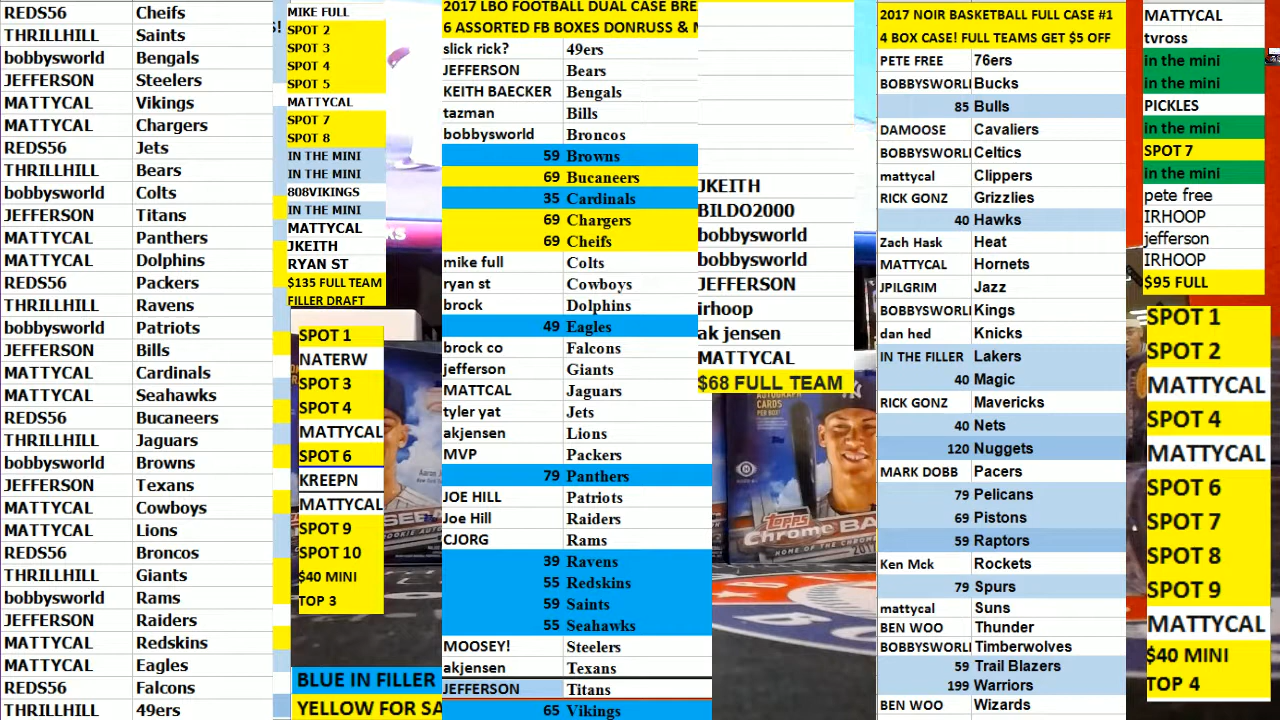 REDS56 Cheifs
THRILLHILL Saints
bobbysworld Bengals
JEFFERSON Steelers
MATTYCAL Vikings
MATTYCAL Chargers
REDS56 Jets
THRILLHILL Bears
bobbysworld Colts
JEFFERSON Titans
MATTYCAL Panthers
MATTYCAL Dolphins
REDS56 Packers
THRILLHILL Ravens
bobbysworld Patriots
JEFFERSON Bills
MATTYCAL Cardinals
MATTYCAL Seahawks
REDS56 Bucaneers
THRILLHILL Jaguars
bobbysworld Browns
JEFFERSON Texans
MATTYCAL Cowboys
MATTYCAL Lions
REDS56 Broncos
THRILLHILL Giants
bobbysworld Rams
JEFFERSON Raiders
MATTYCAL Redskins
MATTYCAL Eagles
REDS56 Falcons
THRILLHILL 49ers
MIKE FULL
SPOT 2
SPOT 3
SPOT 4
SPOT 5
MATTYCAL
SPOT 7
SPOT 8
IN THE MINI
IN THE MINI
808VIKINGS
IN THE MINI
MATTYCAL
JKEITH
RYAN ST
$135 FULL TEAM
FILLER DRAFT
SPOT 1
NATERW
SPOT 3
SPOT 4
MATTYCAL
SPOT 6
KREEPN
MATTYCAL
SPOT 9
SPOT 10
$40 MINI
TOP 3
BLUE IN FILLER
YELLOW FOR SA
2017 LBO FOOTBALL DUAL CASE BRE
6 ASSORTED FB BOXES DONRUSS &
slick rick? 49ers
JEFFERSON Bears
KEITH BAECKER Bengals
tazman Bills
bobbysworld Broncos
59 Browns
69 Bucaneers
35 Cardinals
69 Chargers
69 Cheifs
mike full Colts
ryan st Cowboys
brock Dolphins
49 Eagles
brock co Falcons
jefferson Giants
MATTCAL Jaguars
tyler yat Jets
akjensen Lions
MVP Packers
79 Panthers
JOE HILL Patriots
Joe Hill Raiders
CJORG Rams
39 Ravens
55 Redskins
59 Saints
55 Seahawks
MOOSEY! Steelers
akjensen Texans
JEFFERSON Titans
65 Vikings
JKEITH
BILDO2000
bobbysworld
bobbysworld
JEFFERSON
irhoop
ak jensen
MATTYCAL
$68 FULL TEAM
AUTOGRAPH
CARDS
PER BOX!
TOPPS
Chrome BA
2017 NOIR BASKETBALL FULL CASE #1
4 BOX CASE! FULL TEAMS GET $5 OFF
PETE FREE 76ers
BOBBYSWORL Bucks
85 Bulls
DAMOOSE Cavaliers
BOBBYSWORL Celtics
mattycal Clippers
RICK GONZ Grizzlies
40 Hawks
Zach Hask Heat
MATTYCAL Hornets
JPILGRIM Jazz
BOBBYSWORL Kings
dan hed Knicks
IN THE FILLER Lakers
40 Magic
RICK GONZ Mavericks
40 Nets
120 Nuggets
MARK DOBB Pacers
79 Pelicans
69 Pistons
59 Raptors
Ken Mck Rockets
79 Spurs
mattycal Suns
BEN WOO Thunder
BOBBYSWORL Timberwolves
59 Trail Blazers
199 Warriors
BEN WOO Wizards
MATTYCAL
tvross
in the mini
in the mini
PICKLES
in the mini
SPOT 7
in the mini
pete free
IRHOOP
jefferson
IRHOOP
$95 FULL
SPOT 1
SPOT 2
MATTYCAL
SPOT 4
MATTYCAL
SPOT 6
SPOT 7
SPOT 8
SPOT 9
MATTYCAL
$40 MINI
TOP 4